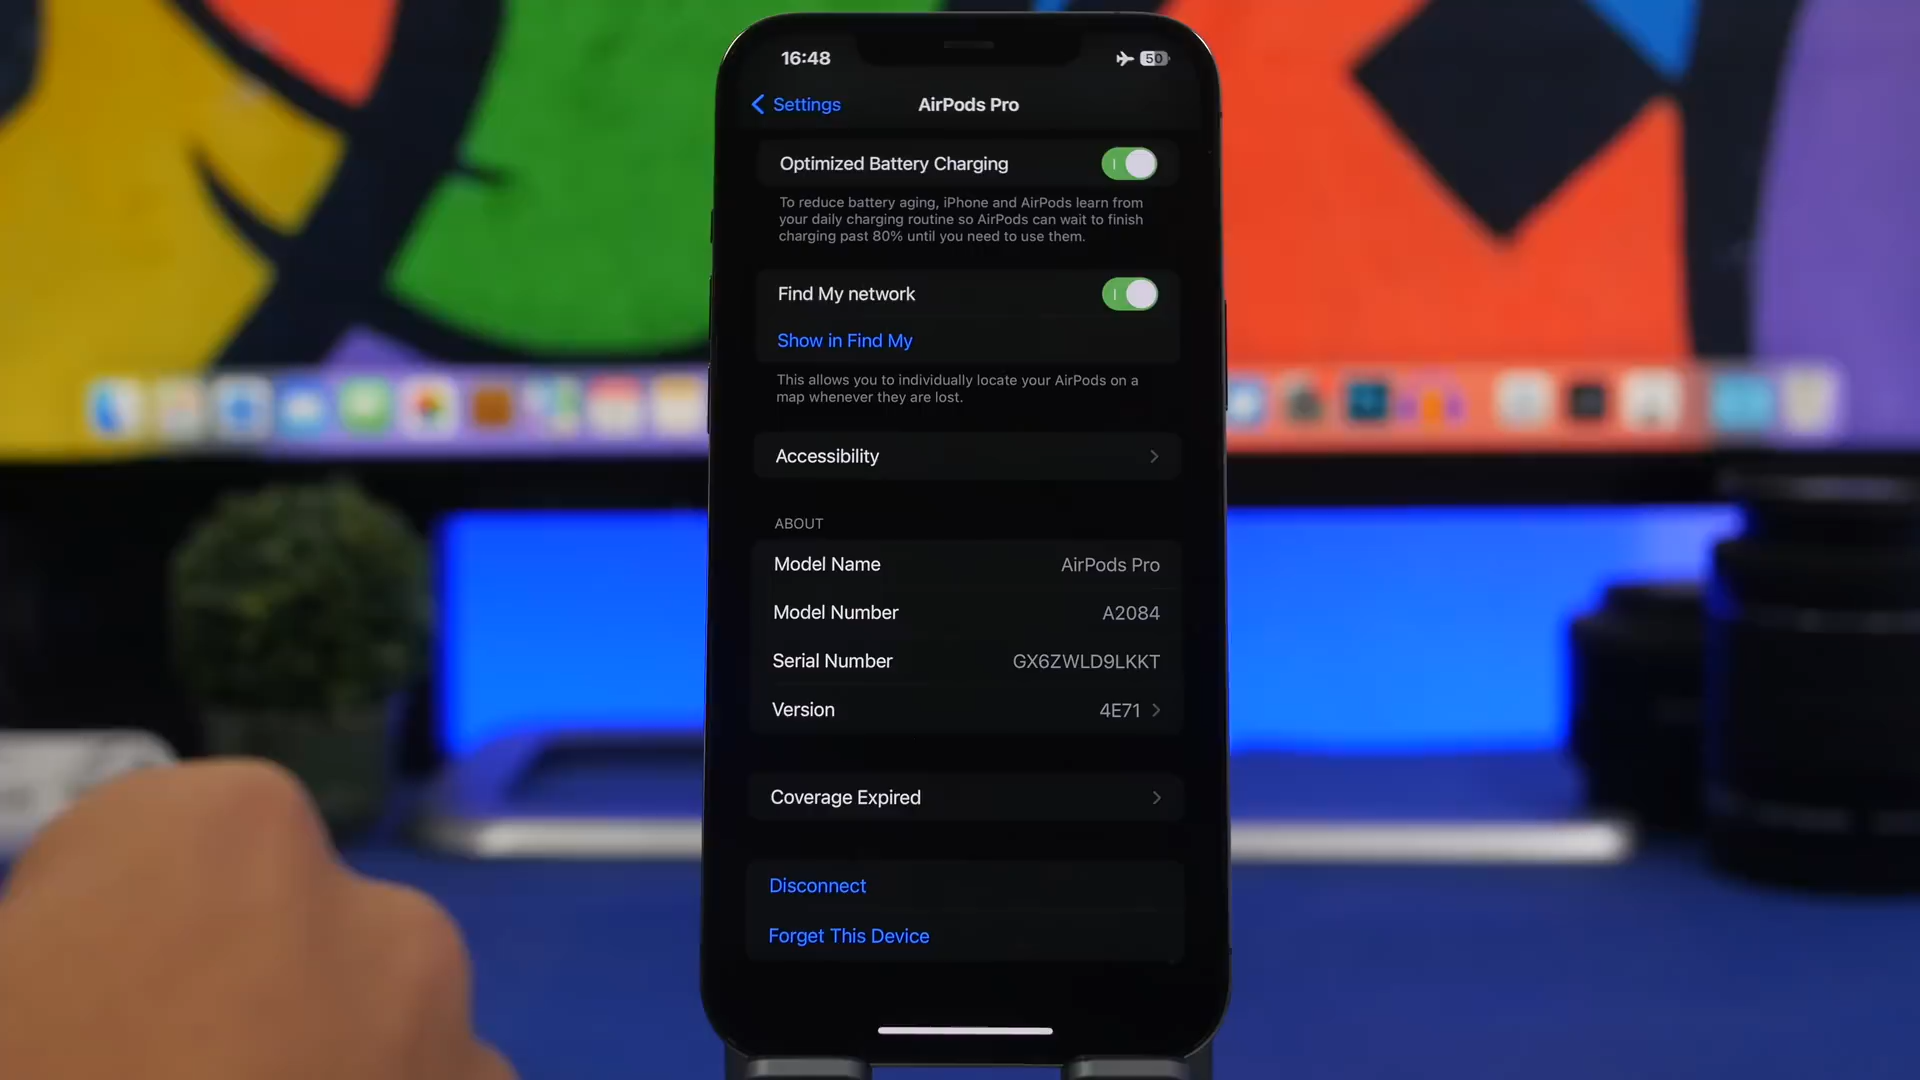 16:48
50
Settings
AirPods Pro
Optimized Battery Charging
To reduce battery aging, iPhone and AirPods learn from
your daily charging routine so AirPods can wait to finish
charging past 80% until you need to use them.
Find My network
Show in Find My
This allows you to individually locate your AirPods on a
map whenever they are lost.
Accessibility
ABOUT
Model Name AirPods Pro
Model Number A2084
Serial Number GX6ZWLD9LKKT
Version 4E71
Coverage Expired
Disconnect
Forget This Device